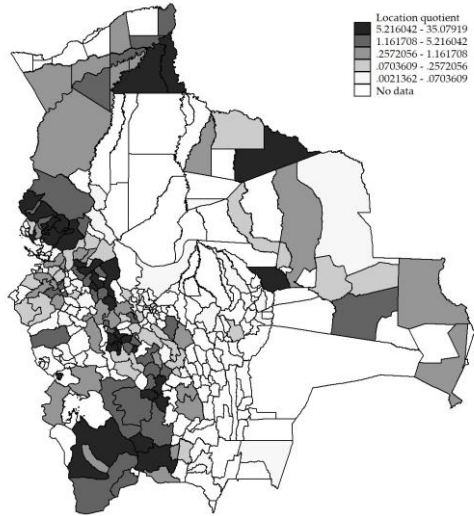 Location quotient
5.216042 - 35.07919
1.161708 - 5.216042
.2572056 - 1.161708
.0703609 - .2572056
.0021362 - .0703609
No data